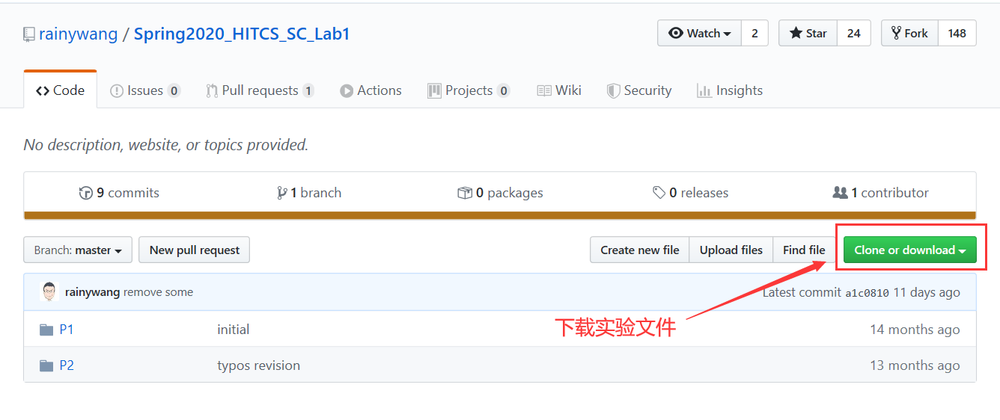 rainywang / Spring2020_HITCS_SC_Lab1 Watch 2 Star 24 Fork 148
Code Issues 0 Pull requests 1 Actions Projects 0 Wiki Security Insights
No description, website, or topics provided.
9 commits 1 branch 0 packages 0 releases 1 contributor
Branch: master New pull request Create new file Upload files Find file Clone or download
rainywang remove some Latest commit a1c0810 11 days ago
下载实验文件
P1 initial 14 months ago
P2 typos revision 13 months ago